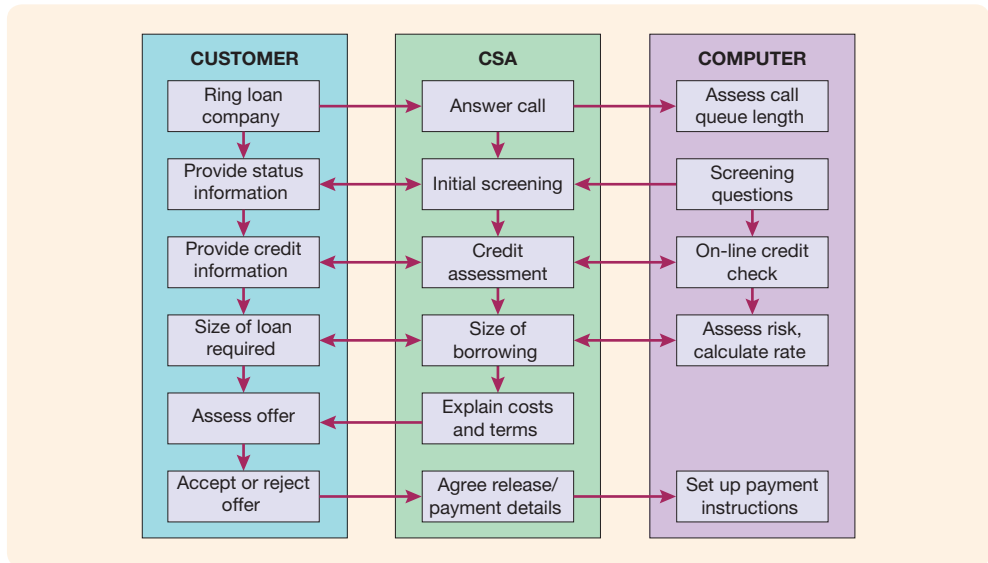 CUSTOMER
CSA
COMPUTER
Ring loan
company
Answer call
Assess call
queue length
Provide status
information
Initial screening
Screening
questions
Provide credit
information
Credit
assessment
On-line credit
check
Size of loan
required
Size of
borrowing
Assess risk,
calculate rate
Assess offer
Explain costs
and terms
Accept or reject
offer
Agree release/
payment details
Set up payment
instructions